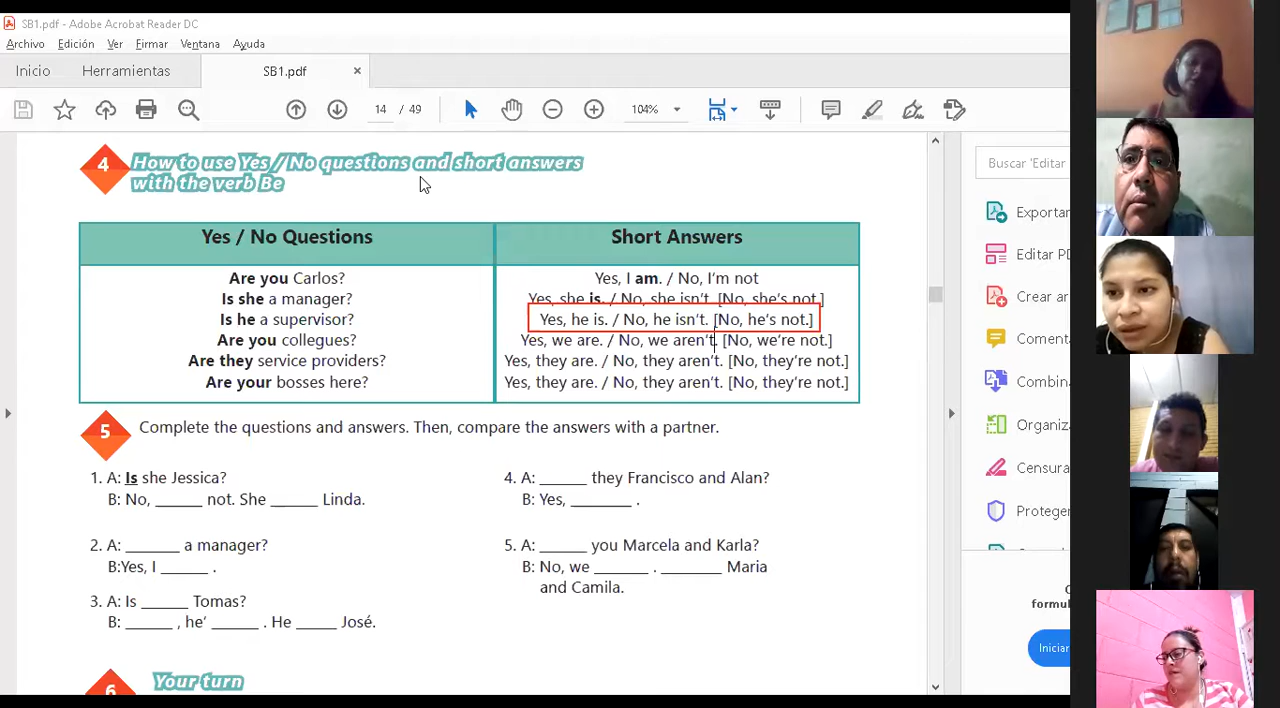 SB1.pdf - Adobe Acrobat Reader DC
Archivo Edición Ver Firmar Ventana Ayuda
Inicio Herramientas SB1.pdf ×
14 / 49 104%
4 How to use Yes //No questions and short answers
with the verb Be
Yes / No Questions Short Answers
Are you Carlos? Yes, I am. / No, I'm not
Is she a manager? Yes, she is. / No, she isn't. [No, she's not.]
Is he a supervisor? Yes, he is. / No, he isn't. [No, he's not.]
Are you collegues? Yes, we are. / No, we aren't. [No, we're not.]
Are they service providers? Yes, they are. / No, they aren't. [No, they're not.]
Are your bosses here? Yes, they are. / No, they aren't. [No, they're not.]
5 Complete the questions and answers. Then, compare the answers with a partner.
1. A: Is she Jessica?
B: No, ______ not. She ______ Linda.
2. A: _______ a manager?
B:Yes, I ______ .
3. A: Is ______ Tomas?
B: ______ , he' ______ . He _____ José.
4. A: ______ they Francisco and Alan?
B: Yes, ________ .
5. A: ______ you Marcela and Karla?
B: No, we _______ . ________ Maria
and Camila.
6 Your turn
Buscar 'Editar
Exportar
Editar PD
Crear ar
Coment
Combin
Organiz
Censura
Proteger
formul
Iniciar